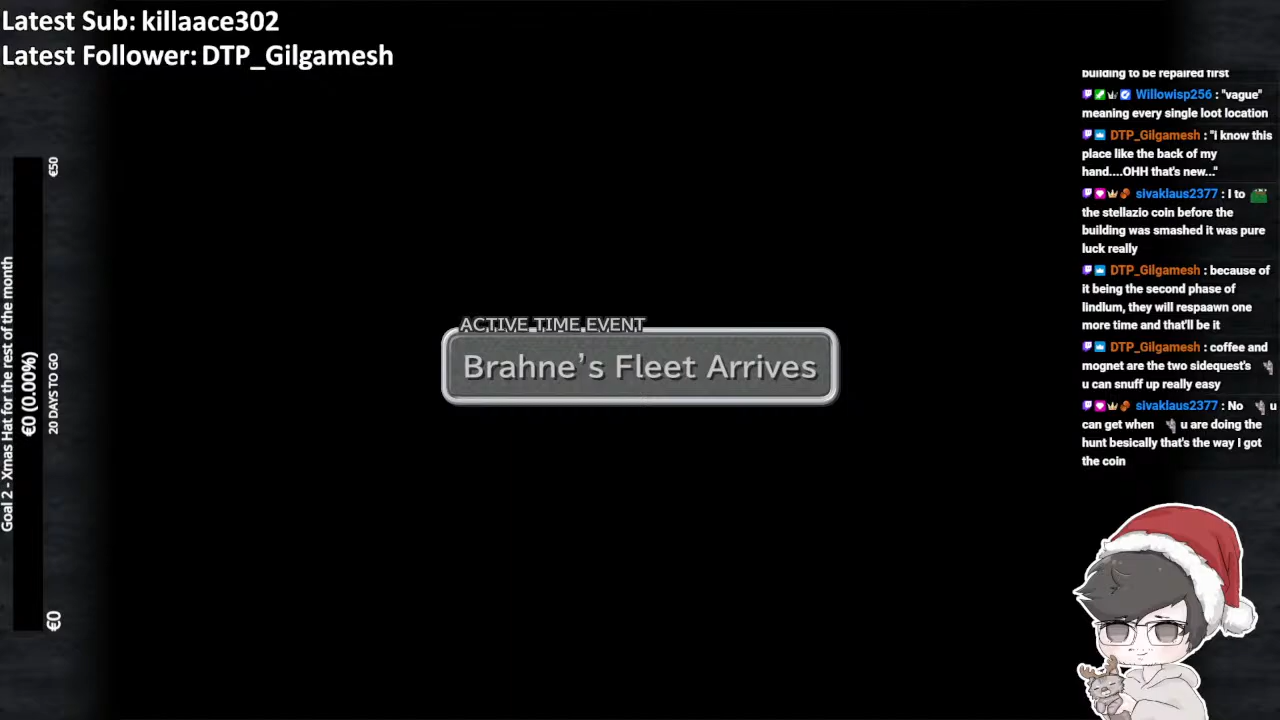 Latest Sub: killaace302
Latest Follower: DTP_Gilgamesh
Goal 2 - Xmas Hat for the rest of the month
€0 (0.00%)
20 DAYS TO GO
€50
€0
ACTIVE TIME EVENT
Brahne's Fleet Arrives
building to be repaired first
Willowisp256 : "vague"
meaning every single loot location
DTP_Gilgamesh : "I know this
place like the back of my
hand....OHH that's new..."
sivaklaus2377 : I to
the stellazio coin before the
building was smashed it was pure
luck really
DTP_Gilgamesh : because of
it being the second phase of
lindlum, they will respaawn one
more time and that'll be it
DTP_Gilgamesh : coffee and
mognet are the two sidequest's
u can snuff up really easy
sivaklaus2377 : No u
can get when u are doing the
hunt besically that's the way I got
the coin